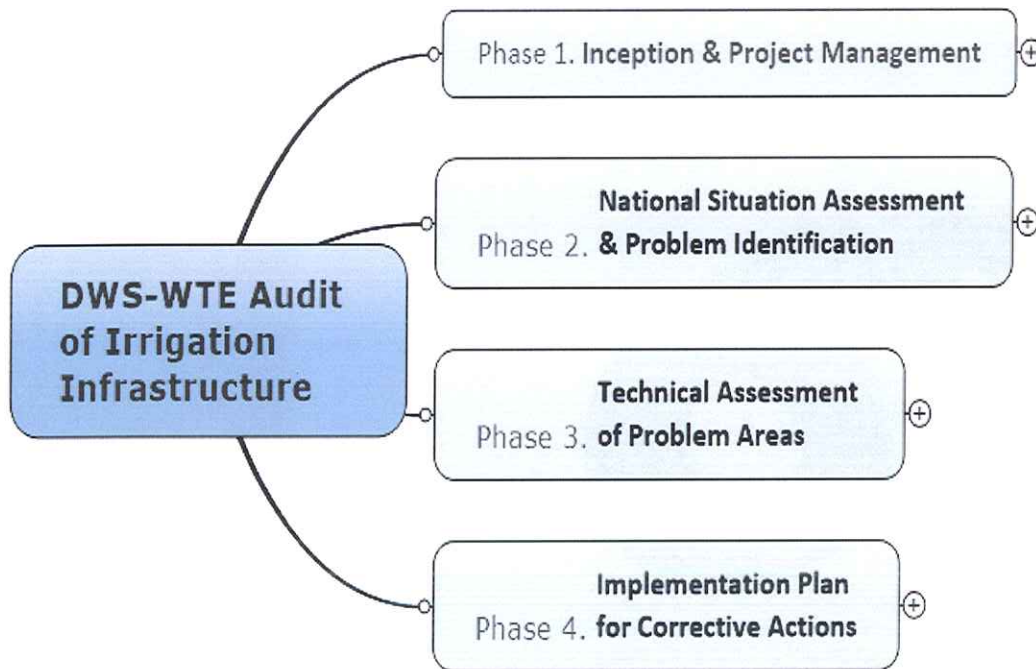 Phase 1. Inception & Project Management
National Situation Assessment
Phase 2. & Problem Identification
DWS-WTE Audit
of Irrigation
Infrastructure
Technical Assessment
Phase 3. of Problem Areas
Implementation Plan
Phase 4. for Corrective Actions